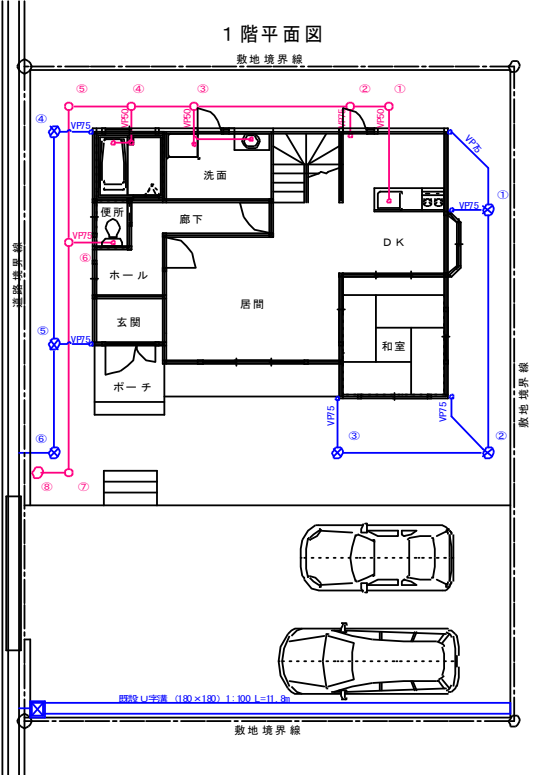 1階平面図
敷地境界線
⑤
④
③
②
①
④
VP75
VP50
VP50
VP75
VP75
洗面
便所
VP75
①
廊下
DK
VP75
⑥
道路境界線
ホール
居間
玄関
⑤
VP75
和室
敷地境界線
ポーチ
VP75
VP75
⑥
③
②
⑧
⑦
既設U字溝 (180×180) 1:100 L=11.8m
敷地境界線